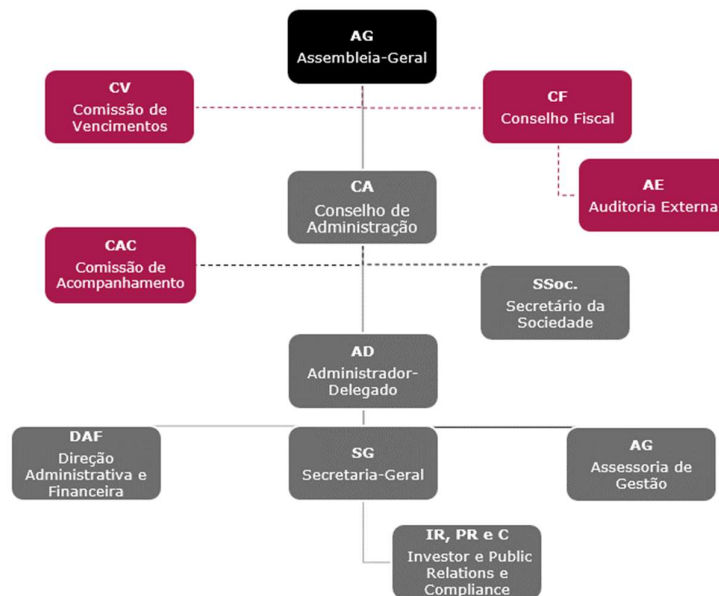 AG
Assembleia-Geral
CV
Comissão de
Vencimentos
CF
Conselho Fiscal
AE
Auditoria Externa
CA
Conselho de
Administração
CAC
Comissão de
Acompanhamento
SSoc.
Secretário da
Sociedade
AD
Administrador-
Delegado
DAF
Direção
Administrativa e
Financeira
SG
Secretaria-Geral
AG
Assessoria de
Gestão
IR, PR e C
Investor e Public
Relations e
Compliance